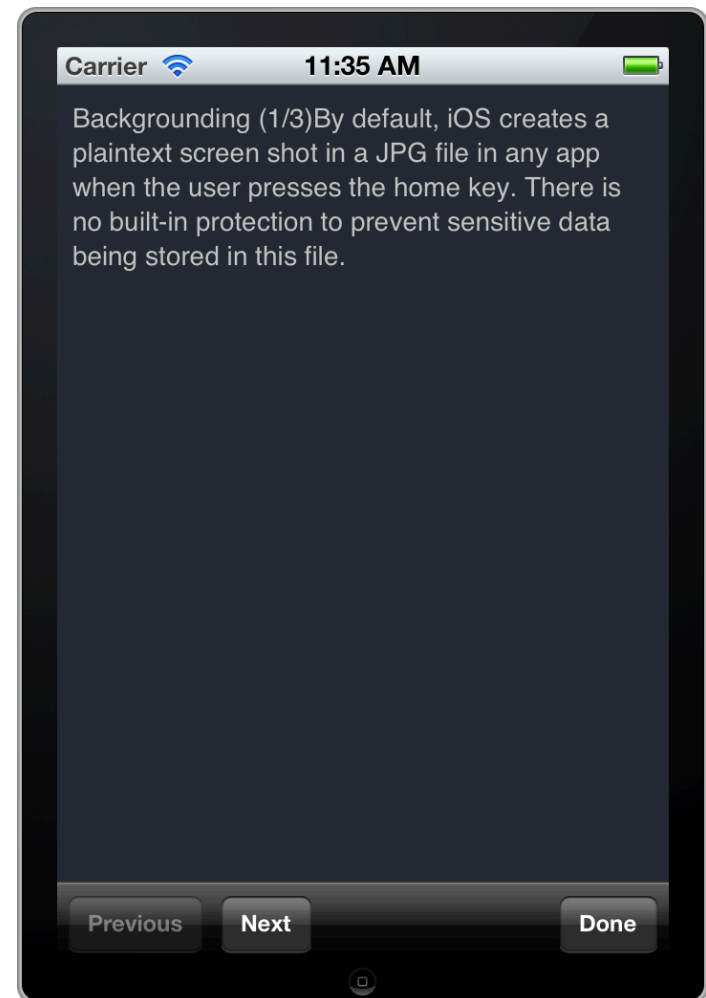 Carrier 11:35 AM
Backgrounding (1/3)By default, iOS creates a
plaintext screen shot in a JPG file in any app
when the user presses the home key. There is
no built-in protection to prevent sensitive data
being stored in this file.
Previous Next Done